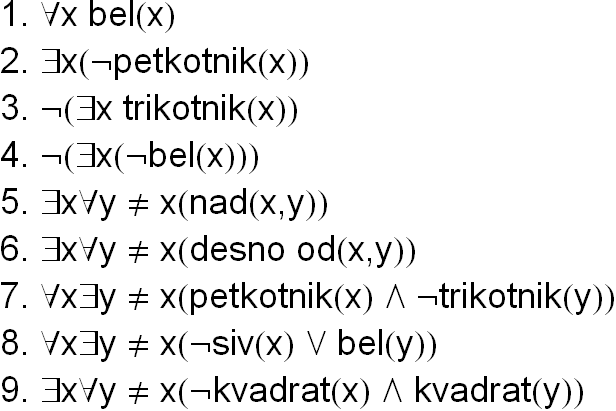 1. ∀x bel(x)
2. ∃x(¬petkotnik(x))
3. ¬(∃x trikotnik(x))
4. ¬(∃x(¬bel(x)))
5. ∃x∀y ≠ x(nad(x,y))
6. ∃x∀y ≠ x(desno od(x,y))
7. ∀x∃y ≠ x(petkotnik(x) ∧ ¬trikotnik(y))
8. ∀x∃y ≠ x(¬siv(x) ∨ bel(y))
9. ∃x∀y ≠ x(¬kvadrat(x) ∧ kvadrat(y))